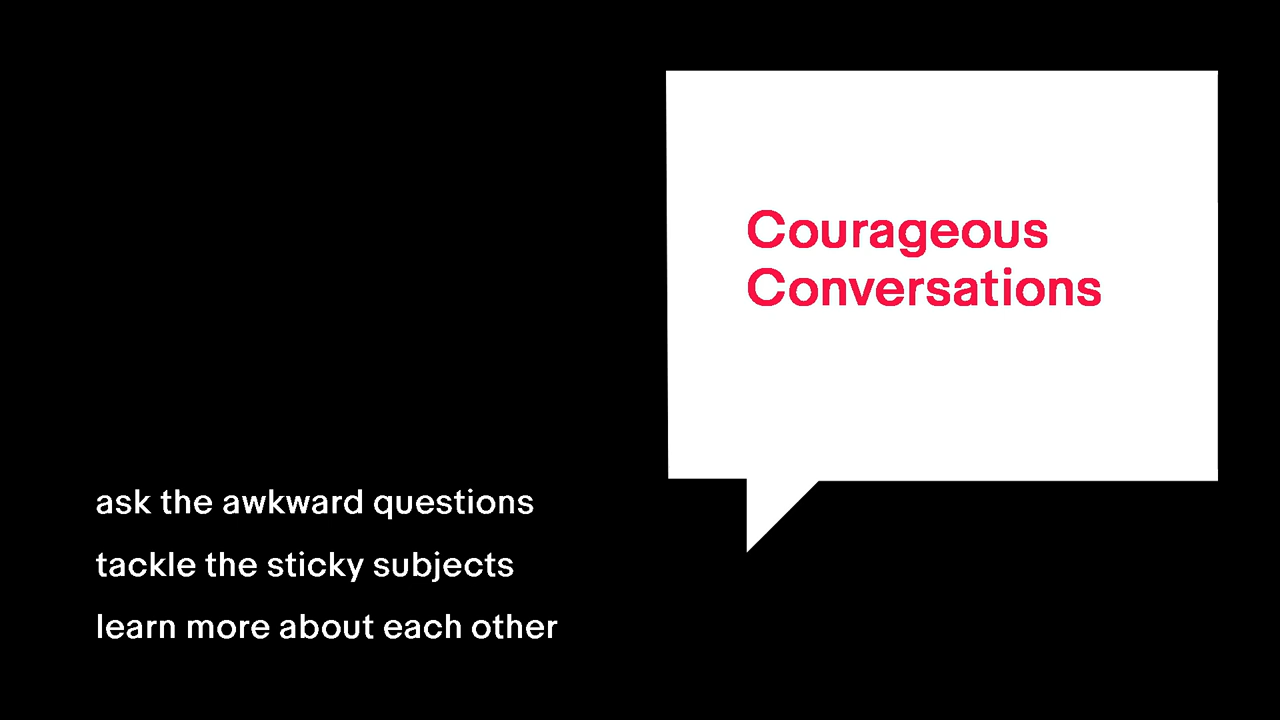 Courageous
Conversations
ask the awkward questions
tackle the sticky subjects
learn more about each other